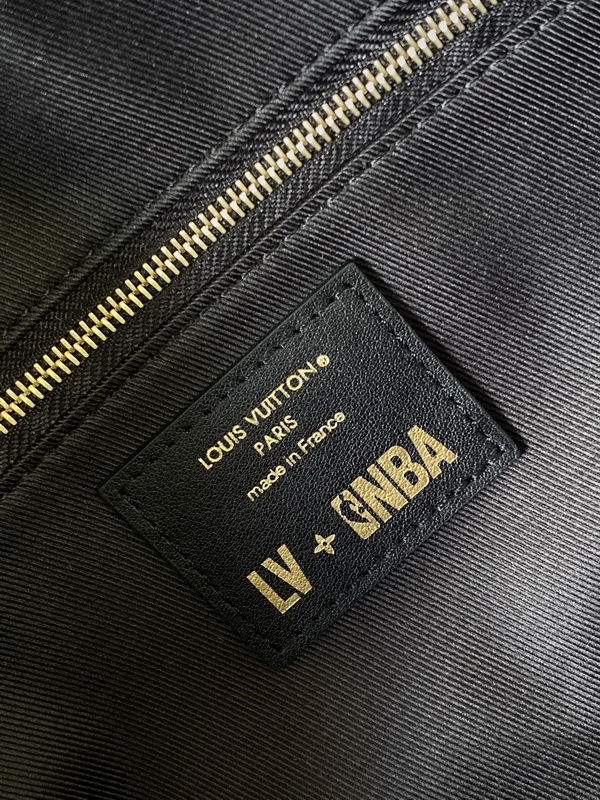 LOUIS VUITTON®
PARIS
made in France
LV + NBA